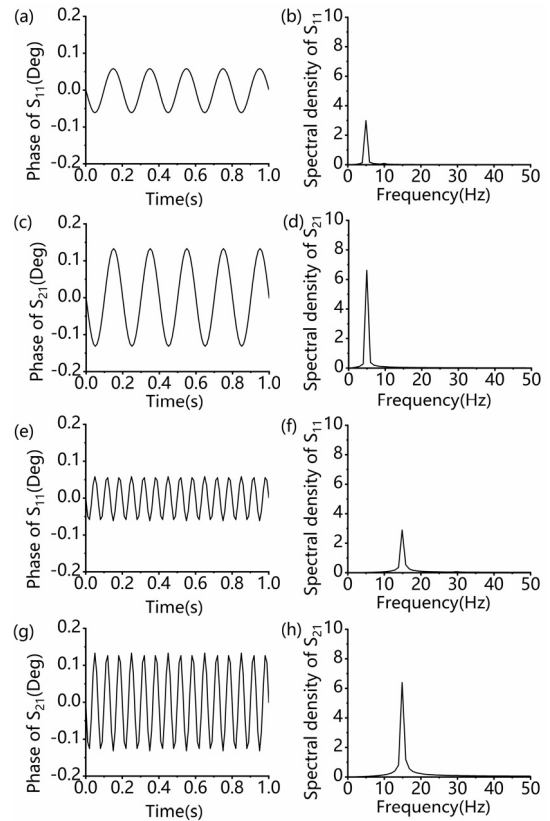 (a)
0.2
0.1
0.0
-0.1
-0.2
Phase of S11(Deg)
0.0 0.2 0.4 0.6 0.8 1.0
Time(s)
(b)
10
8
6
4
2
0
Spectral density of S11
0 10 20 30 40 50
Frequency(Hz)
(c)
0.2
0.1
0.0
-0.1
-0.2
Phase of S21(Deg)
0.0 0.2 0.4 0.6 0.8 1.0
Time(s)
(d)
10
8
6
4
2
0
Spectral density of S21
0 10 20 30 40 50
Frequency(Hz)
(e)
0.2
0.1
0.0
-0.1
-0.2
Phase of S11(Deg)
0.0 0.2 0.4 0.6 0.8 1.0
Time(s)
(f)
10
8
6
4
2
0
Spectral density of S11
0 10 20 30 40 50
Frequency(Hz)
(g)
0.2
0.1
0.0
-0.1
-0.2
Phase of S21(Deg)
0.0 0.2 0.4 0.6 0.8 1.0
Time(s)
(h)
10
8
6
4
2
0
Spectral density of S21
0 10 20 30 40 50
Frequency(Hz)